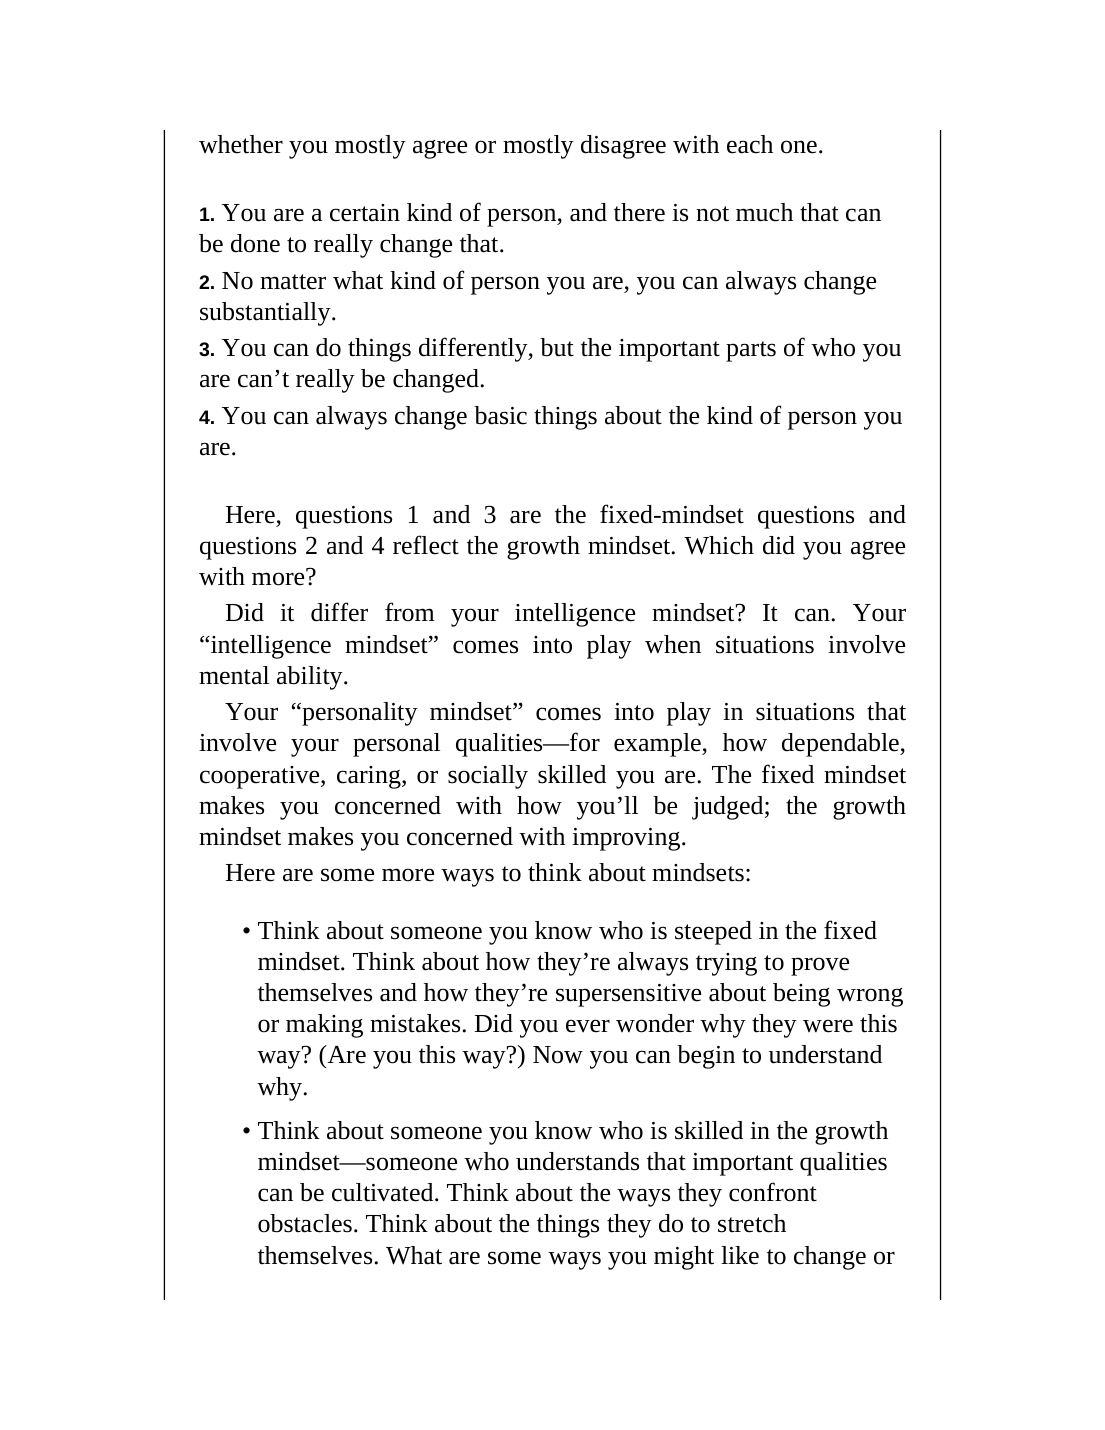 whether you mostly agree or mostly disagree with each one.
1. You are a certain kind of person, and there is not much that can
be done to really change that.
2. No matter what kind of person you are, you can always change
substantially.
3. You can do things differently, but the important parts of who you
are can’t really be changed.
4. You can always change basic things about the kind of person you
are.
Here, questions 1 and 3 are the fixed-mindset questions and
questions 2 and 4 reflect the growth mindset. Which did you agree
with more?
Did it differ from your intelligence mindset? It can. Your
“intelligence mindset” comes into play when situations involve
mental ability.
Your “personality mindset” comes into play in situations that
involve your personal qualities—for example, how dependable,
cooperative, caring, or socially skilled you are. The fixed mindset
makes you concerned with how you’ll be judged; the growth
mindset makes you concerned with improving.
Here are some more ways to think about mindsets:
• Think about someone you know who is steeped in the fixed
mindset. Think about how they’re always trying to prove
themselves and how they’re supersensitive about being wrong
or making mistakes. Did you ever wonder why they were this
way? (Are you this way?) Now you can begin to understand
why.
• Think about someone you know who is skilled in the growth
mindset—someone who understands that important qualities
can be cultivated. Think about the ways they confront
obstacles. Think about the things they do to stretch
themselves. What are some ways you might like to change or